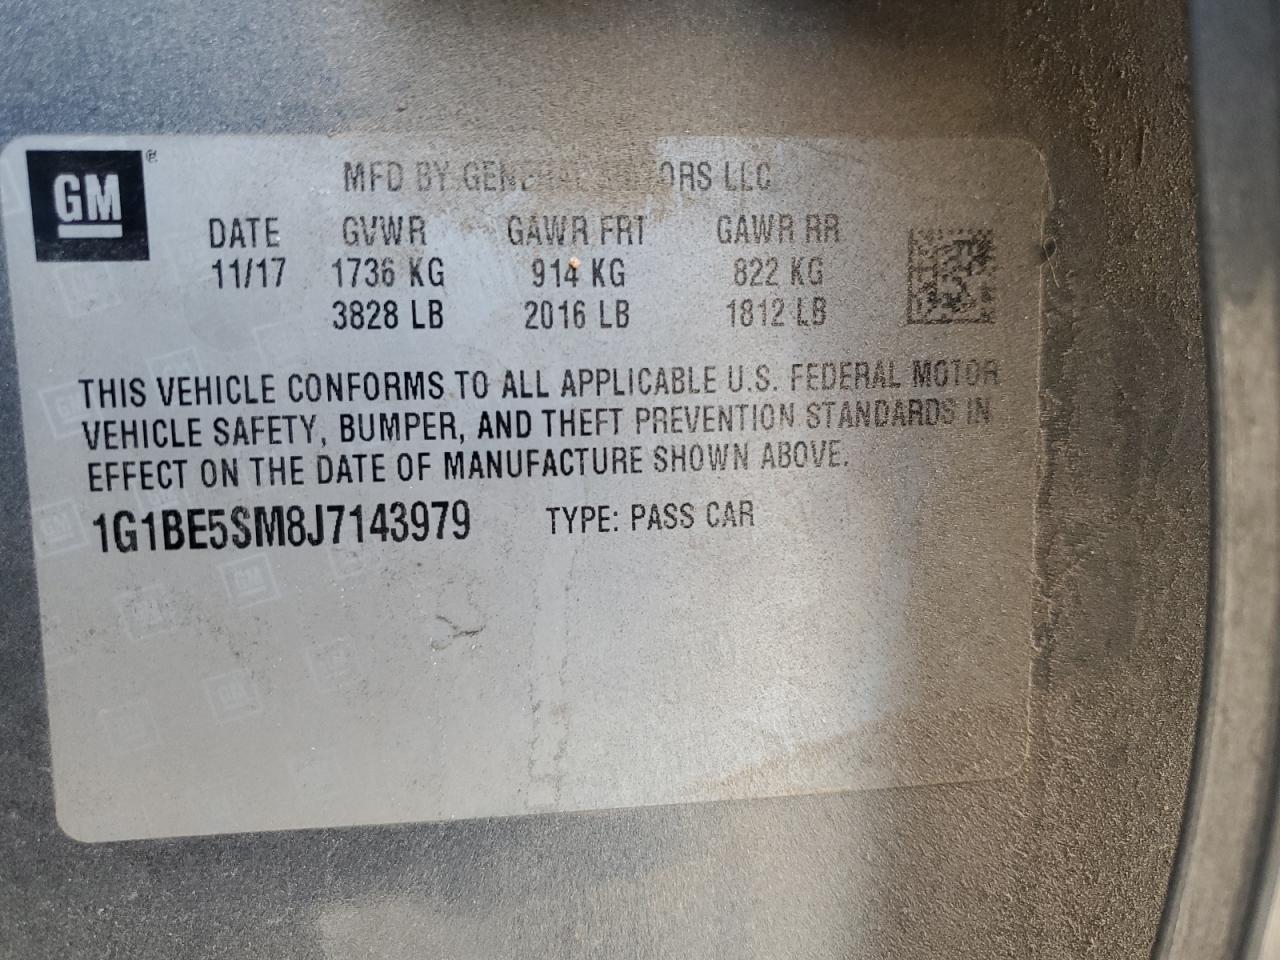 GM®
MFD BY GENERAL MOTORS LLC
DATE GVWR GAWR FRT GAWR RR
11/17 1736 KG 914 KG 822 KG
3828 LB 2016 LB 1812 LB
THIS VEHICLE CONFORMS TO ALL APPLICABLE U.S. FEDERAL MOTOR
VEHICLE SAFETY, BUMPER, AND THEFT PREVENTION STANDARDS IN
EFFECT ON THE DATE OF MANUFACTURE SHOWN ABOVE.
1G1BE5SM8J7143979 TYPE: PASS CAR